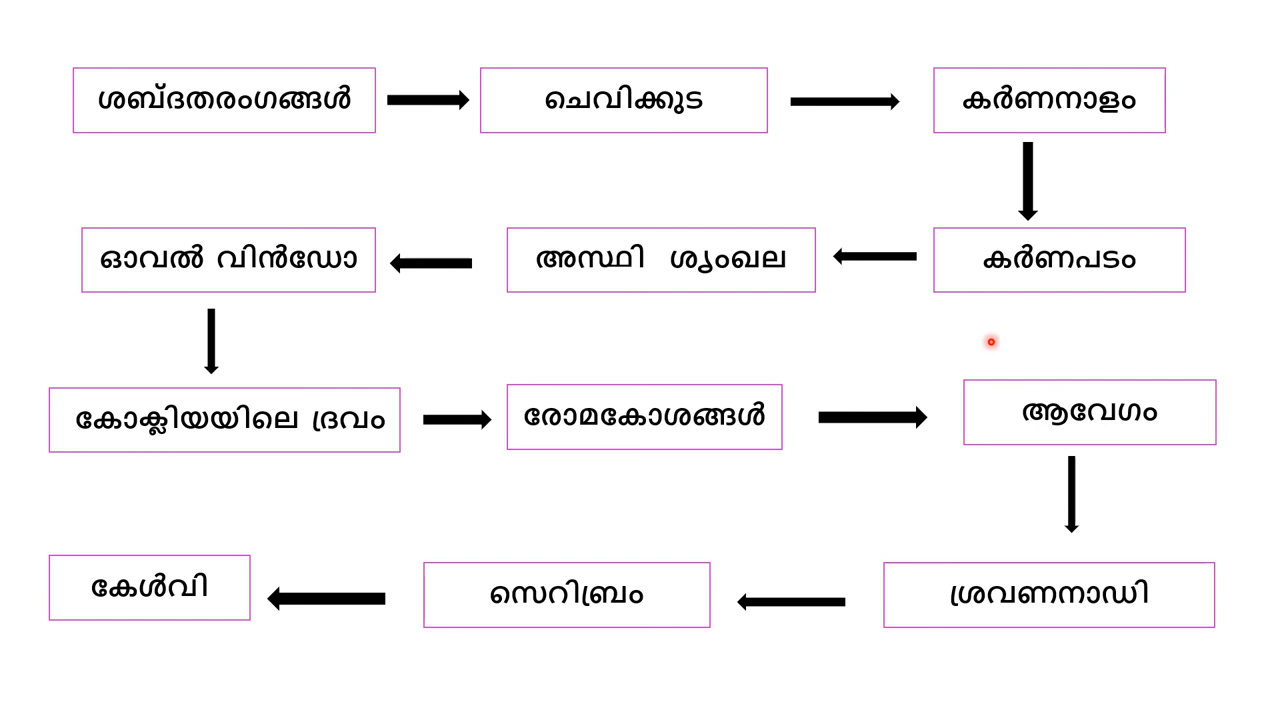 ശബ്ദതരംഗങ്ങൾ
ചെവിക്കുട
കർണനാളം
കർണപടം
അസ്ഥി ശൃംഖല
ഓവൽ വിൻഡോ
കോക്ലിയയിലെ ദ്രവം
രോമകോശങ്ങൾ
ആവേഗം
ശ്രവണനാഡി
സെറിബ്രം
കേൾവി